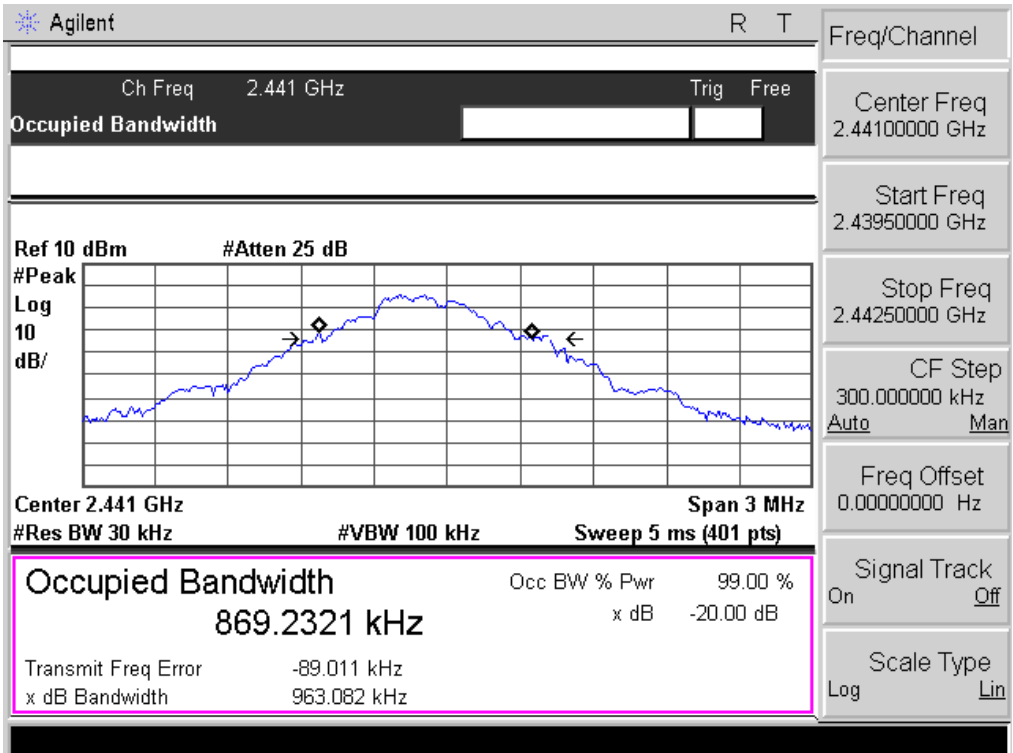 Agilent
R T
Ch Freq 2.441 GHz Trig Free
Occupied Bandwidth
Ref 10 dBm #Atten 25 dB
#Peak
Log
10
dB/
Center 2.441 GHz Span 3 MHz
#Res BW 30 kHz #VBW 100 kHz Sweep 5 ms (401 pts)
Occupied Bandwidth
869.2321 kHz
Occ BW % Pwr 99.00 %
x dB -20.00 dB
Transmit Freq Error -89.011 kHz
x dB Bandwidth 963.082 kHz
Freq/Channel
Center Freq
2.44100000 GHz
Start Freq
2.43950000 GHz
Stop Freq
2.44250000 GHz
CF Step
300.000000 kHz
Auto Man
Freq Offset
0.00000000 Hz
Signal Track
On Off
Scale Type
Log Lin